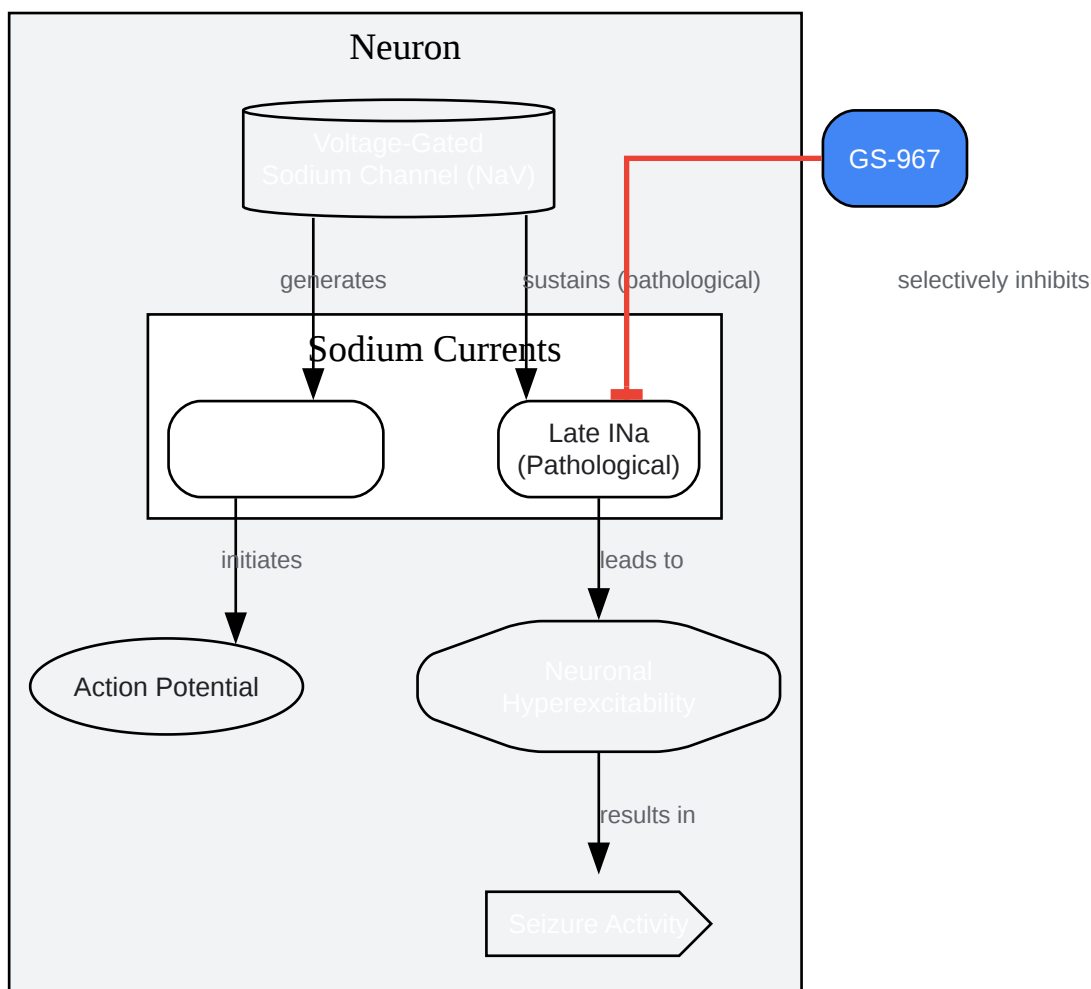 Neuron
Voltage-Gated
Sodium Channel (NaV)
GS-967
generates
sustains (pathological)
selectively inhibits
Sodium Currents
Late INa
(Pathological)
initiates
leads to
Action Potential
Neuronal
Hyperexcitability
results in
Seizure Activity